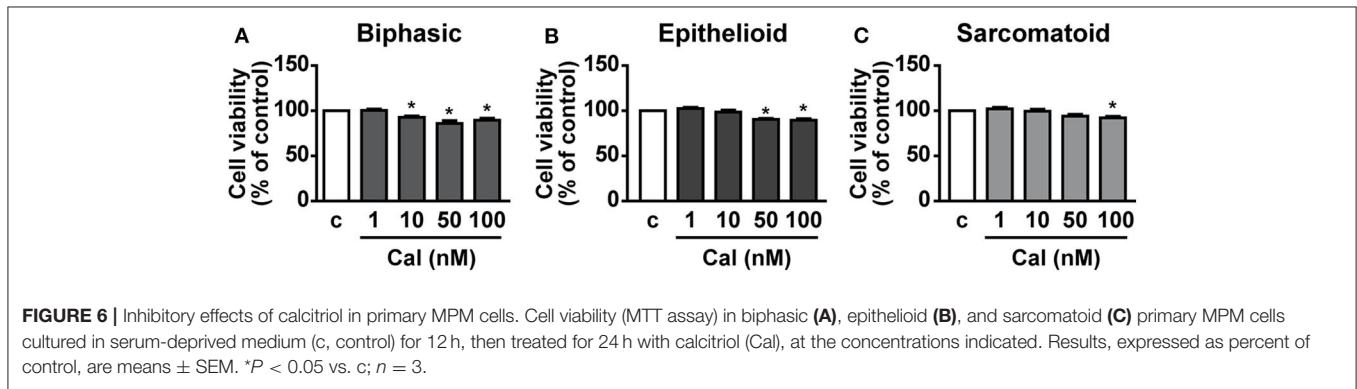 A Biphasic
Cell viability
(% of control)
150
100
50
0
* * *
c 1 10 50 100
Cal (nM)
B Epithelioid
Cell viability
(% of control)
150
100
50
0
* *
c 1 10 50 100
Cal (nM)
C Sarcomatoid
Cell viability
(% of control)
150
100
50
0
*
c 1 10 50 100
Cal (nM)
FIGURE 6 | Inhibitory effects of calcitriol in primary MPM cells. Cell viability (MTT assay) in biphasic (A), epithelioid (B), and sarcomatoid (C) primary MPM cells
cultured in serum-deprived medium (c, control) for 12 h, then treated for 24 h with calcitriol (Cal), at the concentrations indicated. Results, expressed as percent of
control, are means ± SEM. *P < 0.05 vs. c; n = 3.